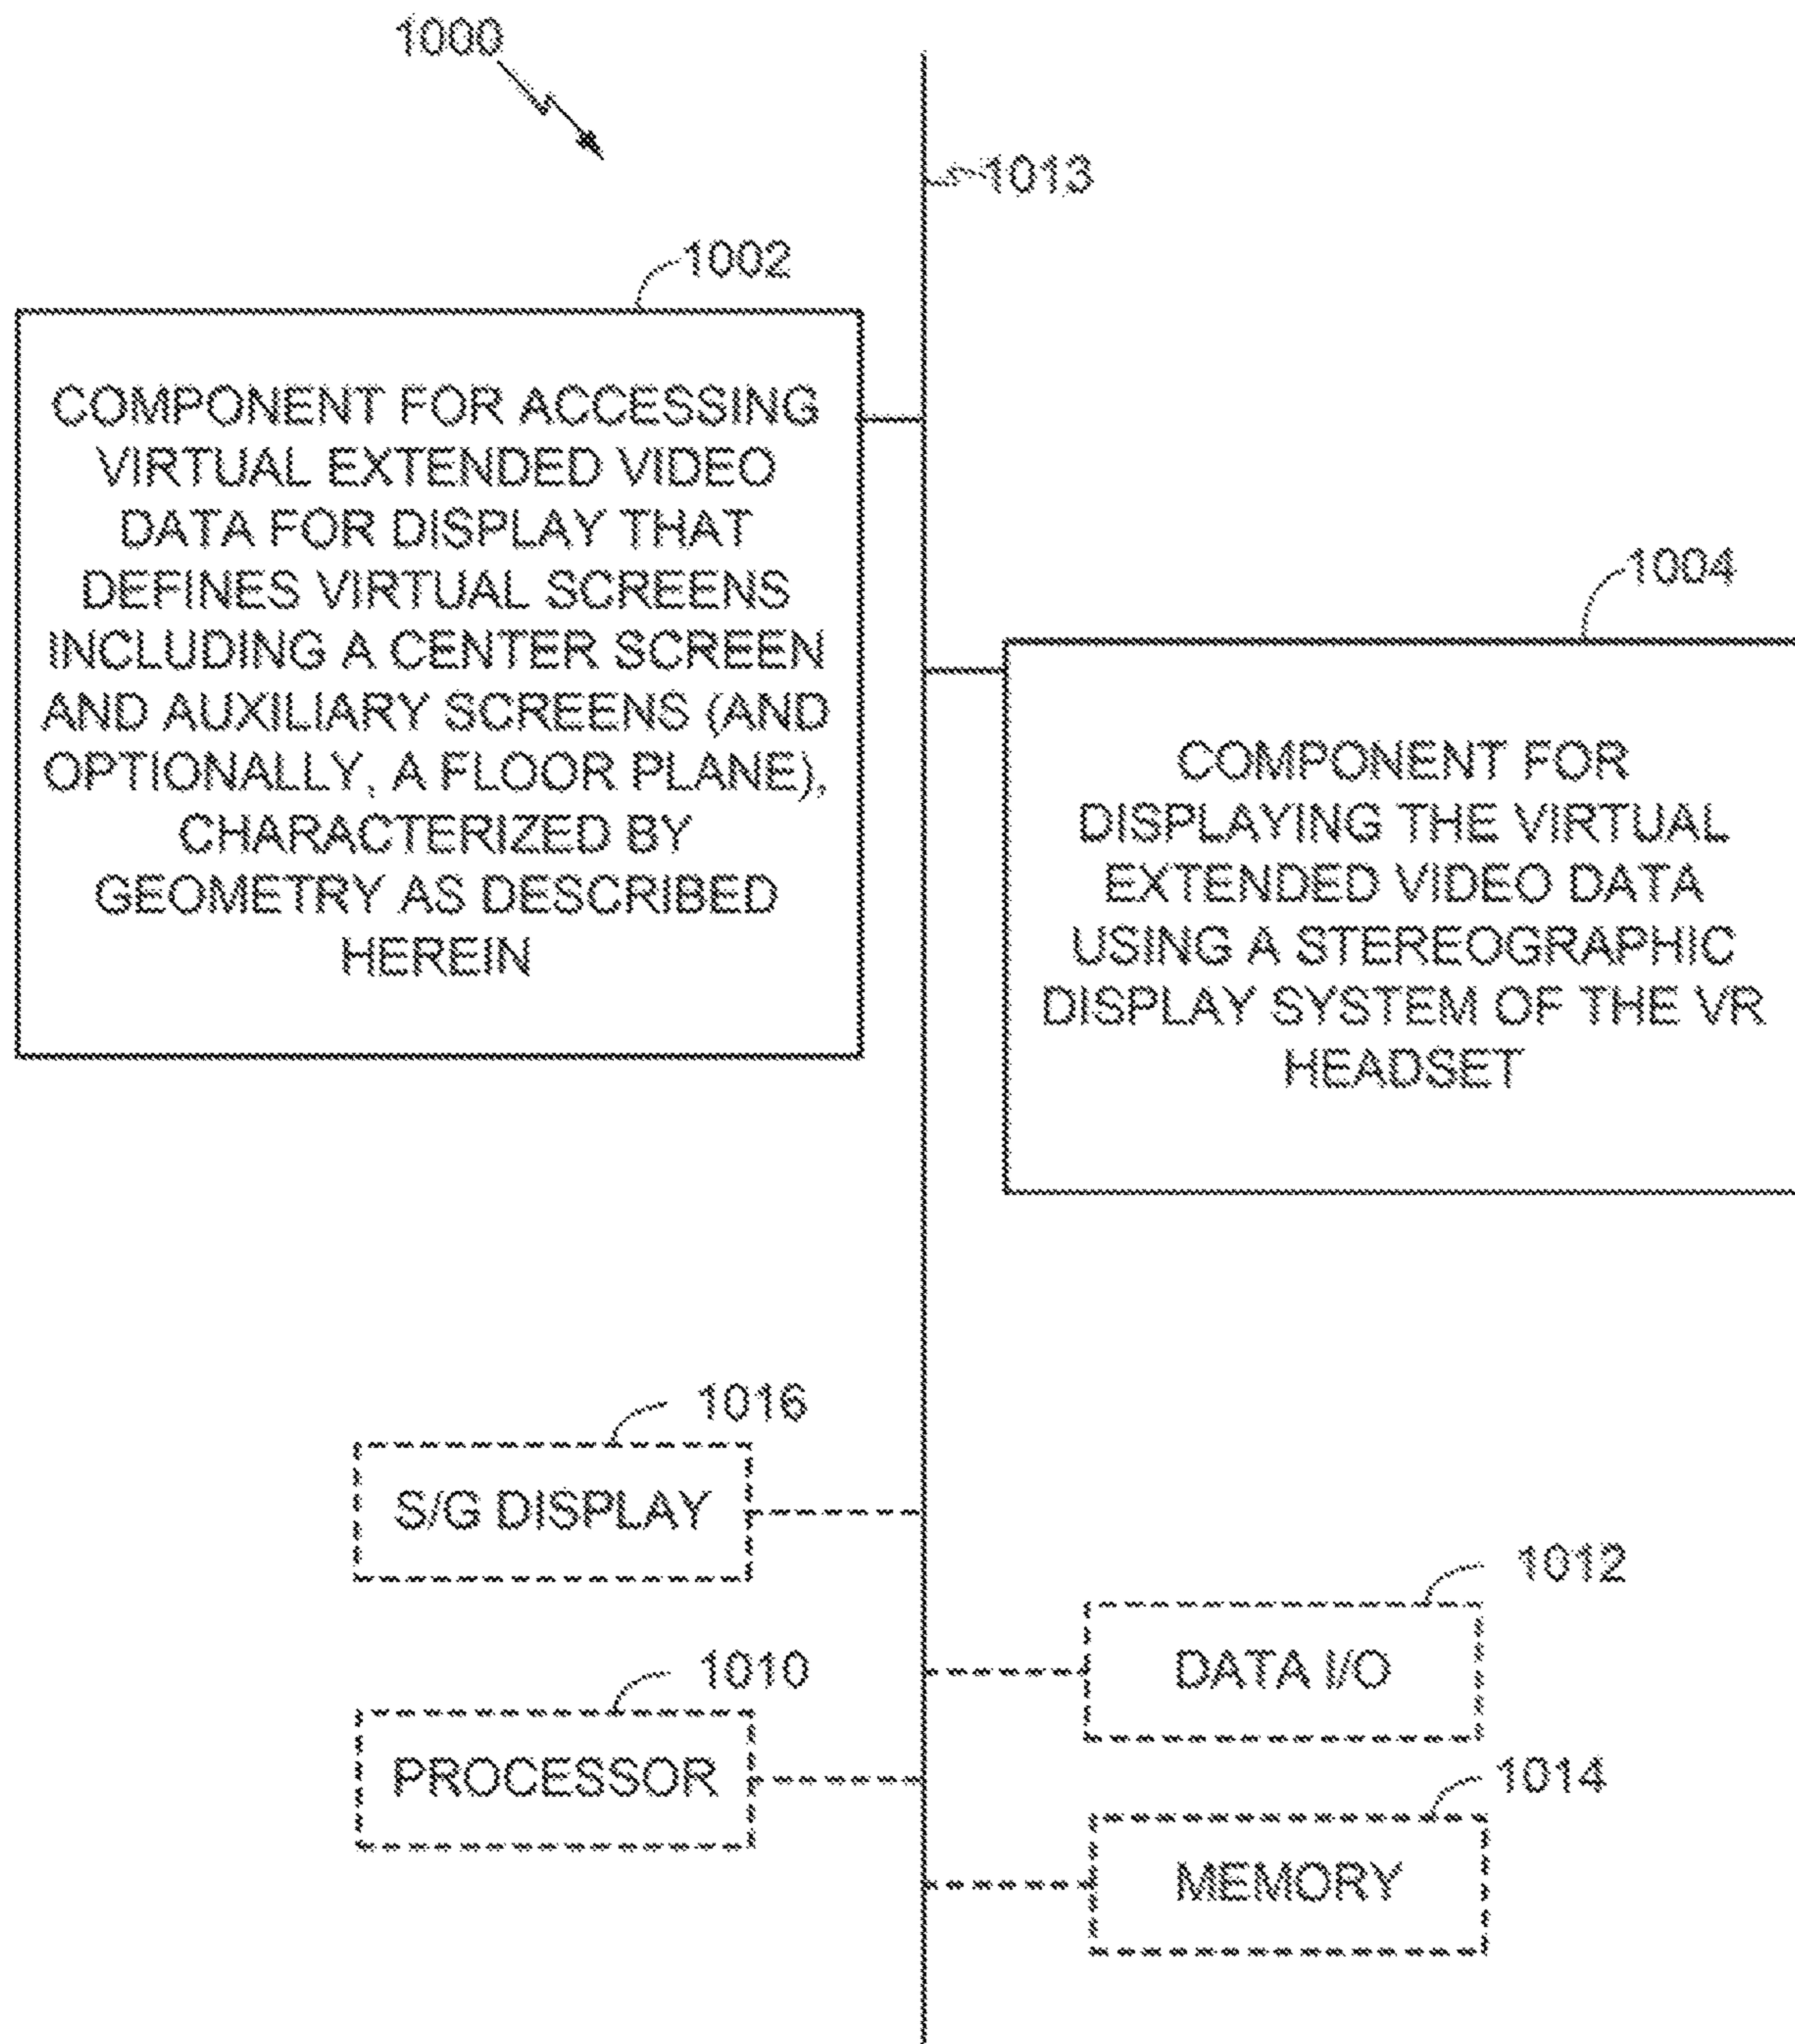 1000
1013
1002
COMPONENT FOR ACCESSING
VIRTUAL EXTENDED VIDEO
DATA FOR DISPLAY THAT
DEFINES VIRTUAL SCREENS
INCLUDING A CENTER SCREEN
AND AUXILIARY SCREENS (AND
OPTIONALLY, A FLOOR PLANE),
CHARACTERIZED BY
GEOMETRY AS DESCRIBED
HEREIN
1004
COMPONENT FOR
DISPLAYING THE VIRTUAL
EXTENDED VIDEO DATA
USING A STEREOGRAPHIC
DISPLAY SYSTEM OF THE VR
HEADSET
1016
S/G DISPLAY
1012
DATA I/O
1010
PROCESSOR
1014
MEMORY